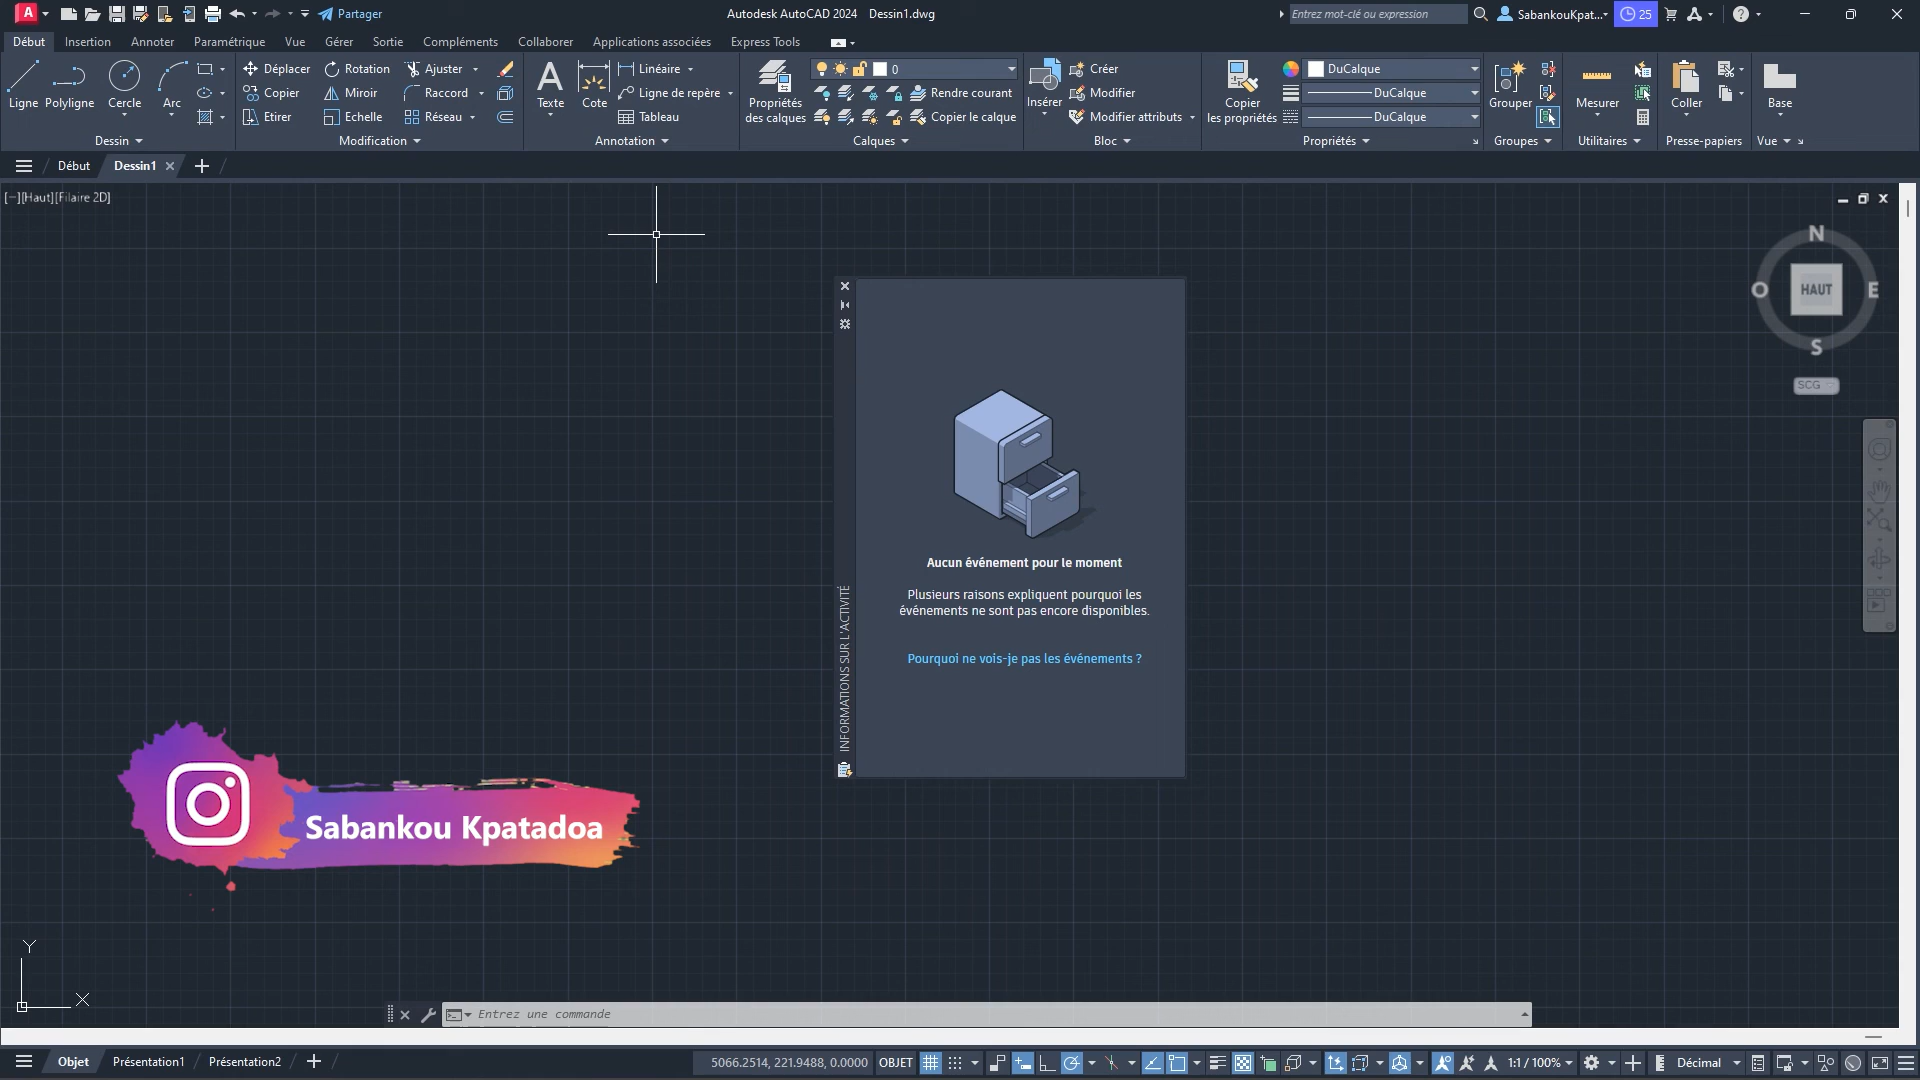 Partager
Autodesk AutoCAD 2024 Dessin1.dwg
Entrez mot-clé ou expression
SabankouKpat...
25
Début Insertion Annoter Paramétrique Vue Gérer Sortie Compléments Collaborer Applications associées Express Tools
Ligne
Polyligne
Cercle
Arc
Dessin
Déplacer Rotation Ajuster
Copier Miroir Raccord
Etirer Echelle Réseau
Modification
Texte
Cote
Linéaire
Ligne de repère
Tableau
Annotation
Propriétés
des calques
0
Rendre courant
Copier le calque
Calques
Insérer
Créer
Modifier
Modifier attributs
Bloc
Copier
les propriétés
DuCalque
DuCalque
DuCalque
Propriétés
Grouper
Groupes
Mesurer
Utilitaires
Coller
Presse-papiers
Base
Vue
Début Dessin1
[−][Haut][Filaire 2D]
N
O HAUT E
S
SCG
INFORMATIONS SUR L'ACTIVITÉ
Aucun événement pour le moment
Plusieurs raisons expliquent pourquoi les
événements ne sont pas encore disponibles.
Pourquoi ne vois-je pas les événements ?
Sabankou Kpatadoa
Y
X
Entrez une commande
Objet Présentation1 Présentation2
5066.2514, 221.9488, 0.0000 OBJET
1:1 / 100%
Décimal